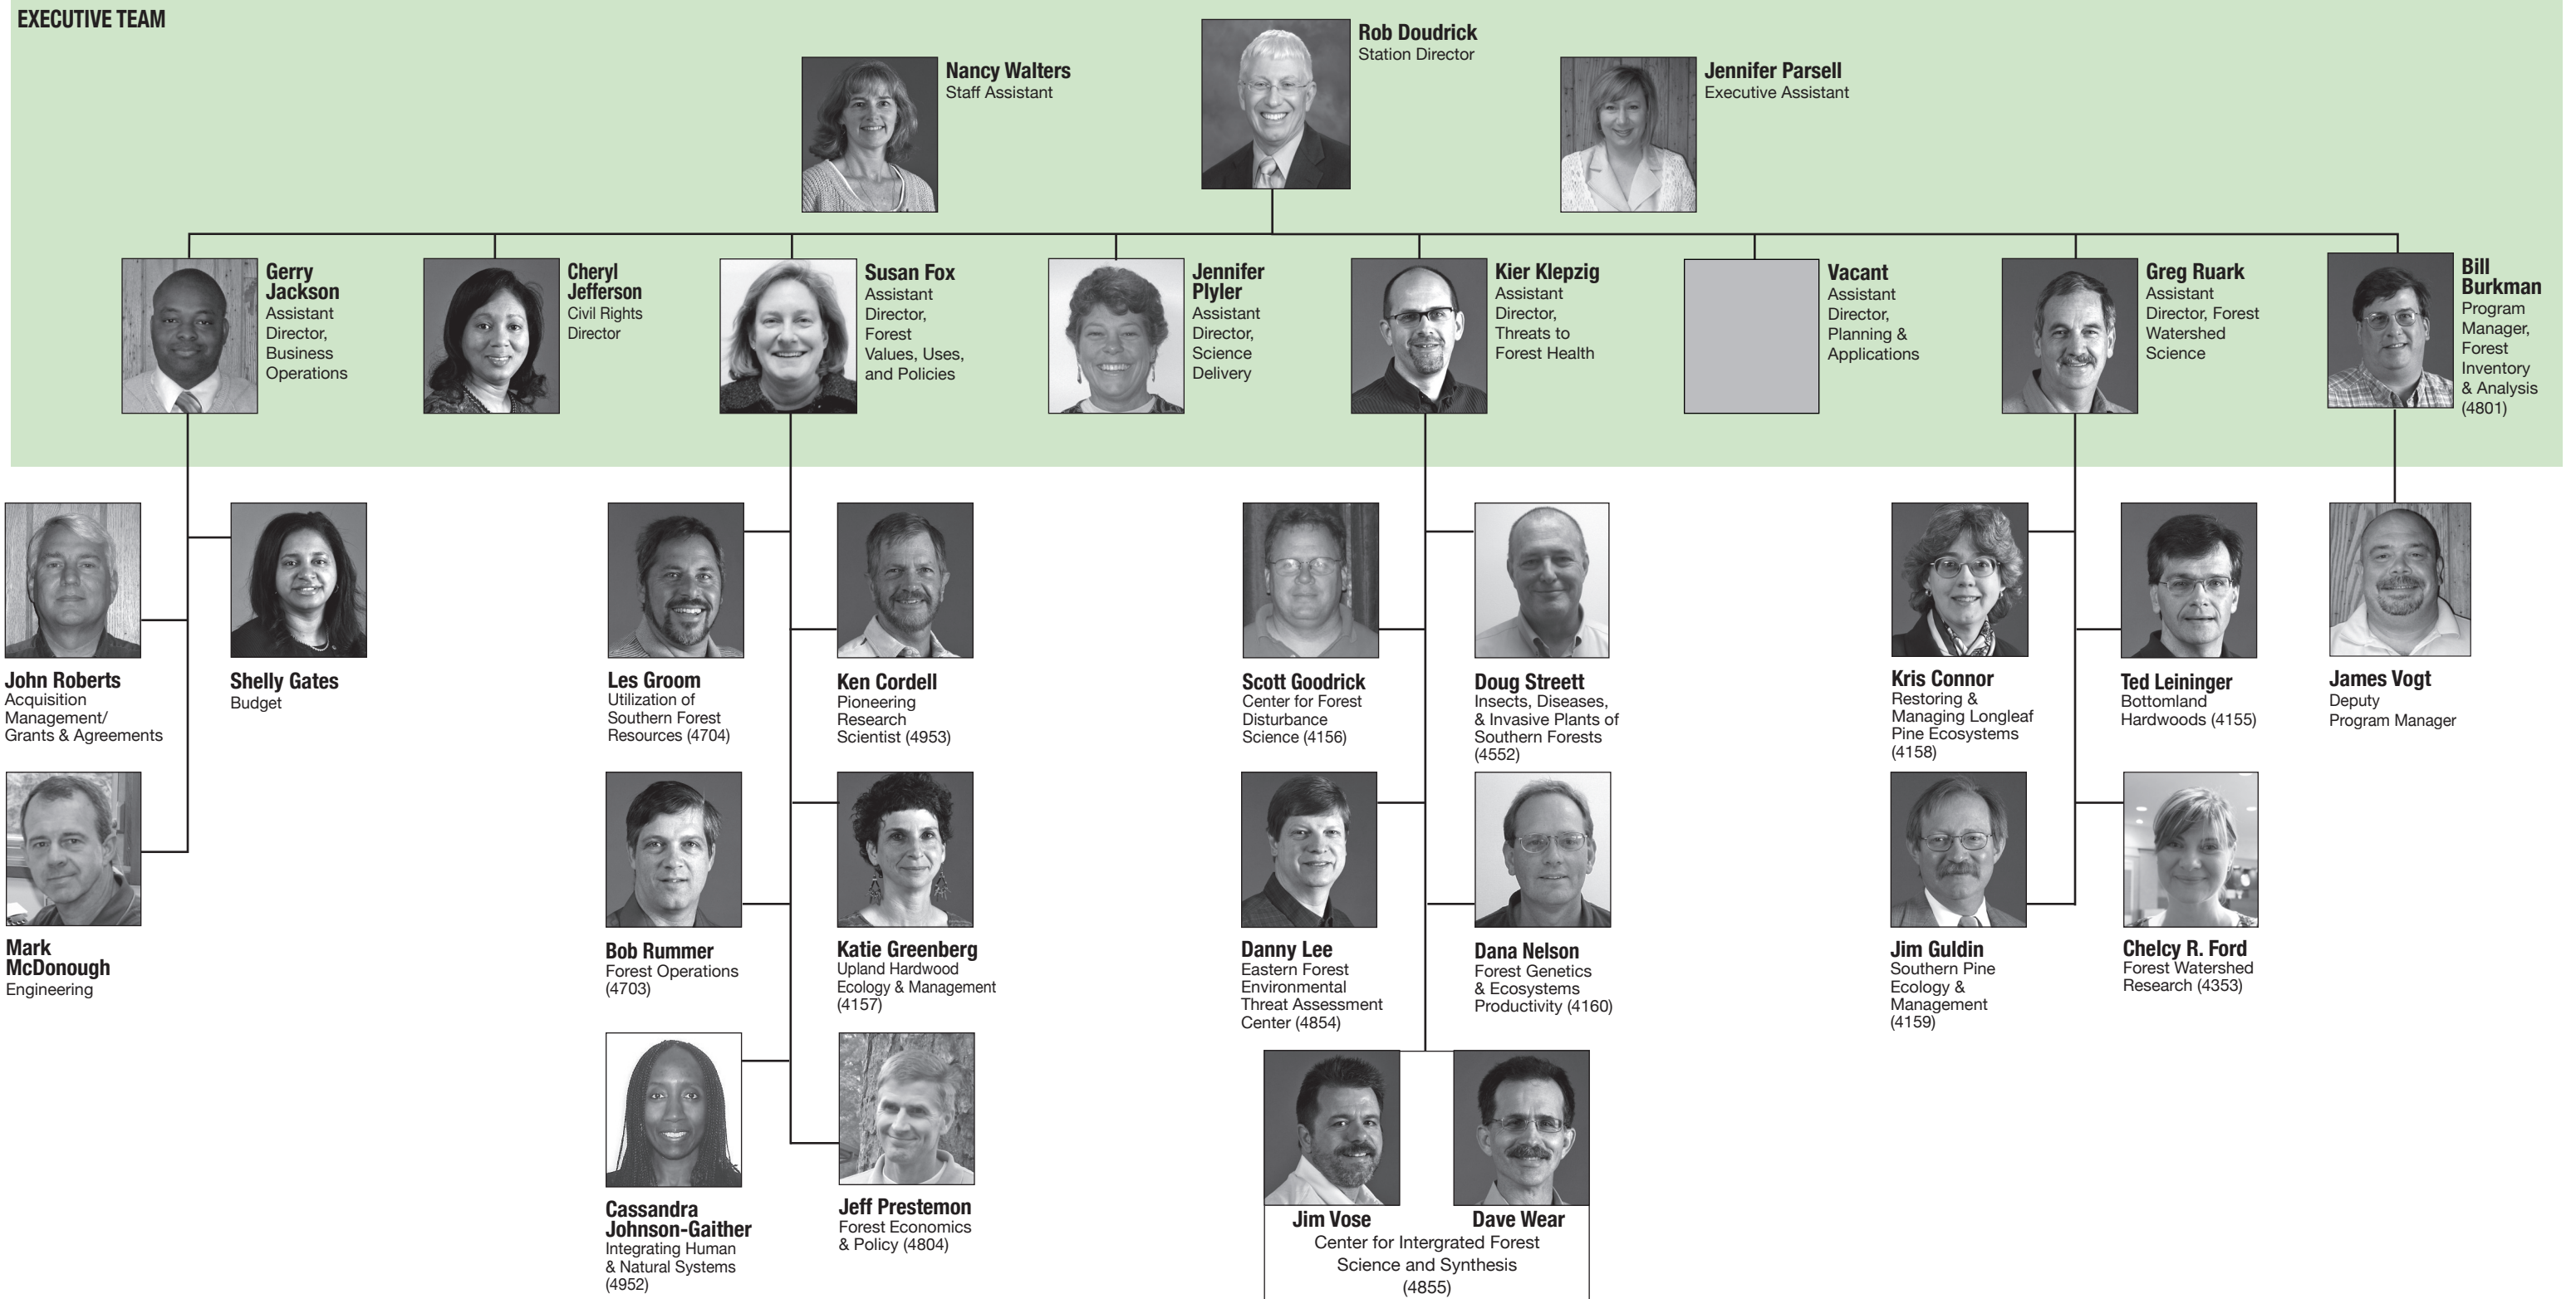 EXECUTIVE TEAM
Rob Doudrick
Station Director
Nancy Walters
Staff Assistant
Jennifer Parsell
Executive Assistant
Gerry
Jackson
Assistant
Director,
Business
Operations
Cheryl
Jefferson
Civil Rights
Director
Susan Fox
Assistant
Director,
Forest
Values, Uses,
and Policies
Jennifer
Plyler
Assistant
Director,
Science
Delivery
Kier Klepzig
Assistant
Director,
Threats to
Forest Health
Vacant
Assistant
Director,
Planning &
Applications
Greg Ruark
Assistant
Director, Forest
Watershed
Science
Bill
Burkman
Program
Manager,
Forest
Inventory
& Analysis
(4801)
John Roberts
Acquisition
Management/
Grants & Agreements
Shelly Gates
Budget
Les Groom
Utilization of
Southern Forest
Resources (4704)
Ken Cordell
Pioneering
Research
Scientist (4953)
Scott Goodrick
Center for Forest
Disturbance
Science (4156)
Doug Streett
Insects, Diseases,
& Invasive Plants of
Southern Forests
(4552)
Kris Connor
Restoring &
Managing Longleaf
Pine Ecosystems
(4158)
Ted Leininger
Bottomland
Hardwoods (4155)
James Vogt
Deputy
Program Manager
Mark
McDonough
Engineering
Bob Rummer
Forest Operations
(4703)
Katie Greenberg
Upland Hardwood
Ecology & Management
(4157)
Danny Lee
Eastern Forest
Environmental
Threat Assessment
Center (4854)
Dana Nelson
Forest Genetics
& Ecosystems
Productivity (4160)
Jim Guldin
Southern Pine
Ecology &
Management
(4159)
Chelcy R. Ford
Forest Watershed
Research (4353)
Cassandra
Johnson-Gaither
Integrating Human
& Natural Systems
(4952)
Jeff Prestemon
Forest Economics
& Policy (4804)
Jim Vose
Dave Wear
Center for Intergrated Forest
Science and Synthesis
(4855)